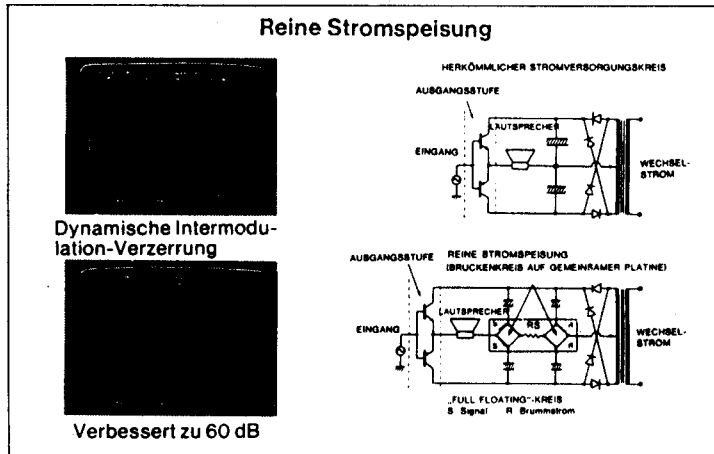 Reine Stromspeisung
HERKÖMMLICHER STROMVERSORGUNGSKREIS
AUSGANGSSTUFE
LAUTSPRECHER
EINGANG
WECHSEL-
STROM
Dynamische Intermodu-
lation-Verzerrung
AUSGANGSSTUFE
REINE STROMSPEISUNG
(BRUCKENKREIS AUF GEMEINSAMER PLATINE)
LAUTSPRECHER
S
RS
R
EINGANG
S
R
WECHSEL-
STROM
„FULL FLOATING"-KREIS
S Signal R Brummstrom
Verbessert zu 60 dB